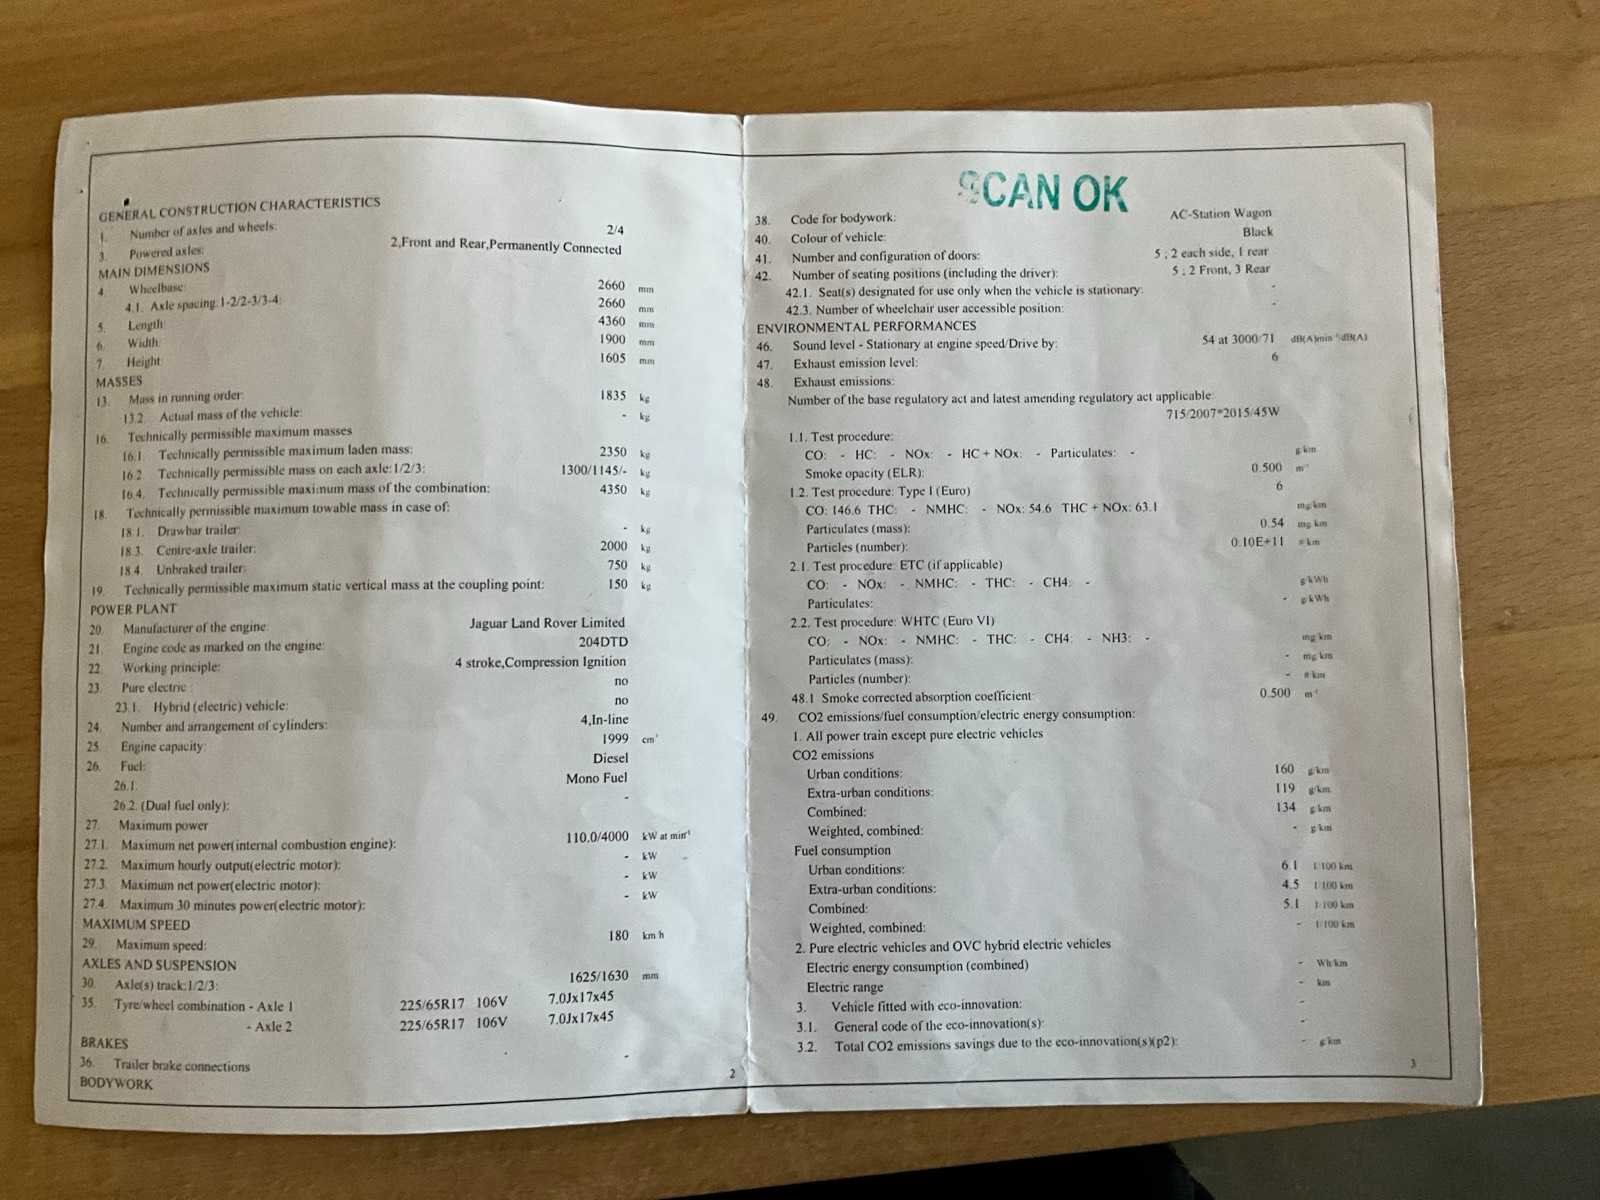 GENERAL CONSTRUCTION CHARACTERISTICS
1. Number of axles and wheels: 2/4
3. Powered axles: 2,Front and Rear,Permanently Connected
MAIN DIMENSIONS
4. Wheelbase: 2660 mm
4.1. Axle spacing:1-2/2-3/3-4: 2660 mm
5. Length: 4360 mm
6. Width: 1900 mm
7. Height: 1605 mm
MASSES
13. Mass in running order: 1835 kg
13.2. Actual mass of the vehicle: - kg
16. Technically permissible maximum masses
16.1 Technically permissible maximum laden mass: 2350 kg
16.2 Technically permissible mass on each axle:1/2/3: 1300/1145/- kg
16.4. Technically permissible maximum mass of the combination: 4350 kg
18. Technically permissible maximum towable mass in case of:
18.1. Drawbar trailer: - kg
18.3. Centre-axle trailer: 2000 kg
18.4. Unbraked trailer: 750 kg
19. Technically permissible maximum static vertical mass at the coupling point: 150 kg
POWER PLANT
20. Manufacturer of the engine: Jaguar Land Rover Limited
21. Engine code as marked on the engine: 204DTD
22. Working principle: 4 stroke,Compression Ignition
23. Pure electric : no
23.1. Hybrid (electric) vehicle: no
24. Number and arrangement of cylinders: 4,In-line
25. Engine capacity: 1999 cm³
26. Fuel: Diesel
26.1. Mono Fuel
26.2. (Dual fuel only): -
27. Maximum power
27.1. Maximum net power(internal combustion engine): 110.0/4000 kW at min⁻¹
27.2. Maximum hourly output(electric motor): - kW
27.3. Maximum net power(electric motor): - kW
27.4. Maximum 30 minutes power(electric motor): - kW
MAXIMUM SPEED
29. Maximum speed: 180 km/h
AXLES AND SUSPENSION
30. Axle(s) track:1/2/3: 1625/1630 mm
35. Tyre/wheel combination - Axle 1 225/65R17 106V 7.0Jx17x45
- Axle 2 225/65R17 106V 7.0Jx17x45
BRAKES
36. Trailer brake connections -
BODYWORK
2
SCAN OK
38. Code for bodywork: AC-Station Wagon
40. Colour of vehicle: Black
41. Number and configuration of doors: 5 ; 2 each side, 1 rear
42. Number of seating positions (including the driver): 5 ; 2 Front, 3 Rear
42.1. Seat(s) designated for use only when the vehicle is stationary: -
42.3. Number of wheelchair user accessible position: -
ENVIRONMENTAL PERFORMANCES
46. Sound level - Stationary at engine speed/Drive by: 54 at 3000/71 dB(A)min⁻¹/dB(A)
47. Exhaust emission level: 6
48. Exhaust emissions:
Number of the base regulatory act and latest amending regulatory act applicable:
715/2007*2015/45W
1.1. Test procedure:
CO: - HC: - NOx: - HC + NOx: - Particulates: - g/km
Smoke opacity (ELR): 0.500 m⁻¹
1.2. Test procedure: Type I (Euro) 6
CO: 146.6 THC: - NMHC: - NOx: 54.6 THC + NOx: 63.1 mg/km
Particulates (mass): 0.54 mg/km
Particles (number): 0.10E+11 #/km
2.1. Test procedure: ETC (if applicable)
CO: - NOx: - NMHC: - THC: - CH4: - g/kWh
Particulates: - g/kWh
2.2. Test procedure: WHTC (Euro VI)
CO: - NOx: - NMHC: - THC: - CH4: - NH3: - mg/km
Particulates (mass): - mg/km
Particles (number): - #/km
48.1 Smoke corrected absorption coefficient: 0.500 m⁻¹
49. CO2 emissions/fuel consumption/electric energy consumption:
1. All power train except pure electric vehicles
CO2 emissions
Urban conditions: 160 g/km
Extra-urban conditions: 119 g/km
Combined: 134 g/km
Weighted, combined: - g/km
Fuel consumption
Urban conditions: 6.1 l/100 km
Extra-urban conditions: 4.5 l/100 km
Combined: 5.1 l/100 km
Weighted, combined: - l/100 km
2. Pure electric vehicles and OVC hybrid electric vehicles
Electric energy consumption (combined) - Wh/km
Electric range - km
3. Vehicle fitted with eco-innovation: -
3.1. General code of the eco-innovation(s): -
3.2. Total CO2 emissions savings due to the eco-innovation(s)(p2): - g/km
3